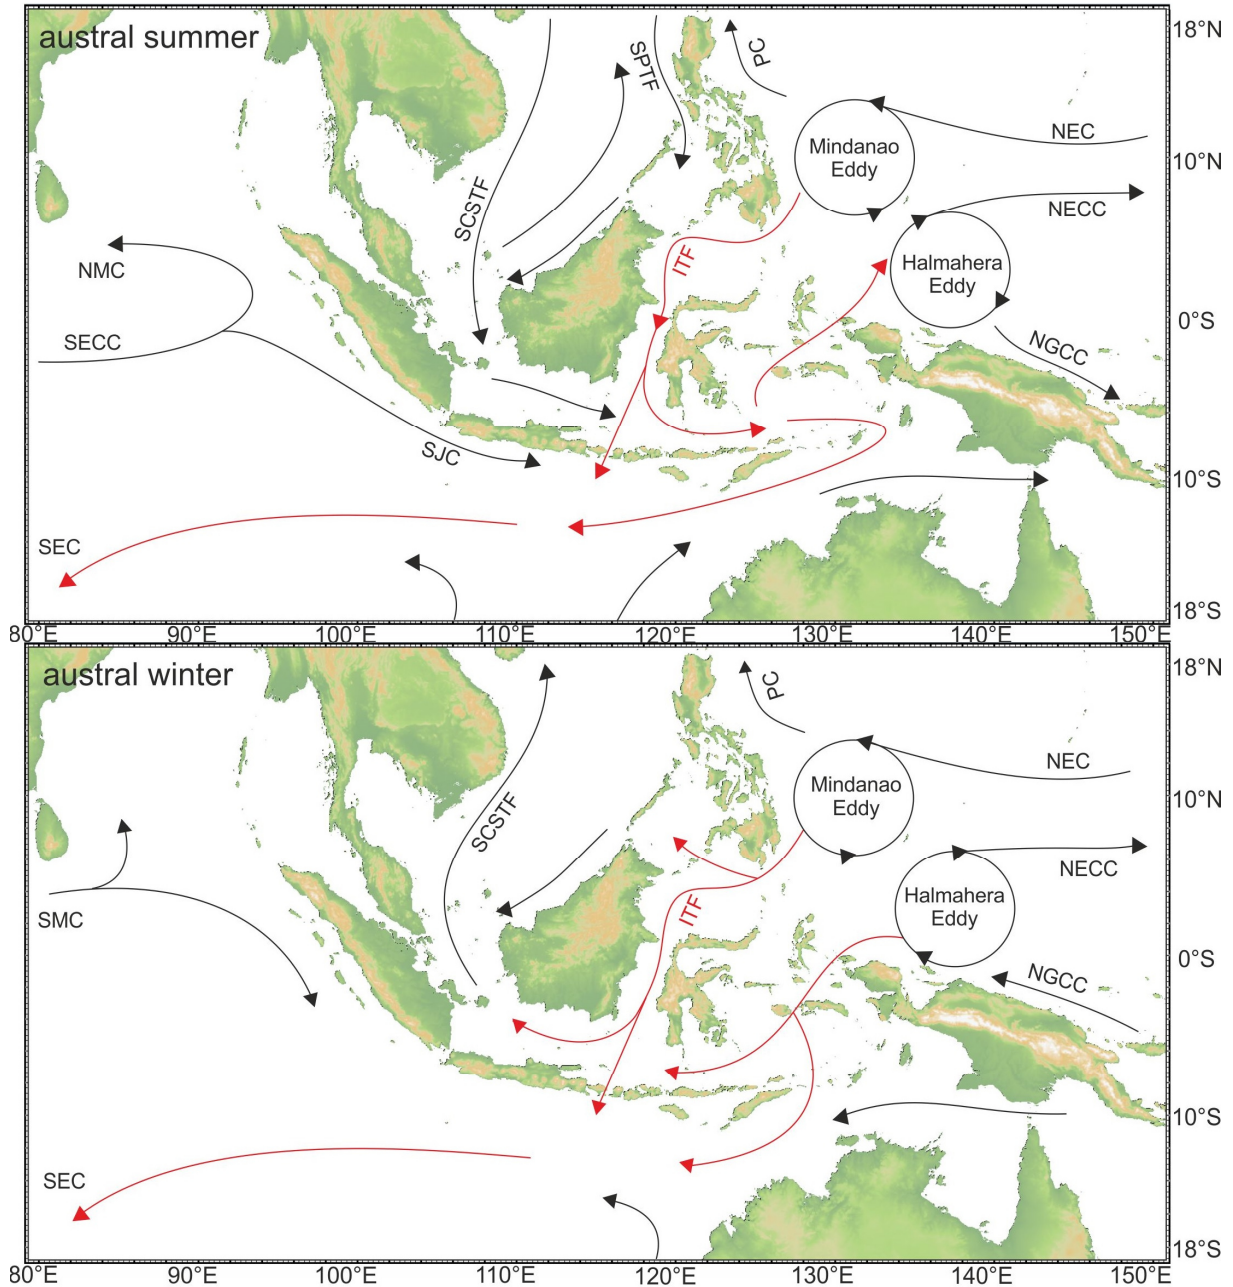 austral summer
18°N
SPTF
PC
NEC
Mindanao
Eddy
10°N
NECC
SCSTF
ITF
Halmahera
Eddy
NMC
0°S
SECC
NGCC
SJC
10°S
SEC
18°S
80°E 90°E 100°E 110°E 120°E 130°E 140°E 150°E
austral winter
18°N
PC
NEC
Mindanao
Eddy
10°N
SCSTF
NECC
Halmahera
Eddy
ITF
SMC
0°S
NGCC
10°S
SEC
18°S
80°E 90°E 100°E 110°E 120°E 130°E 140°E 150°E